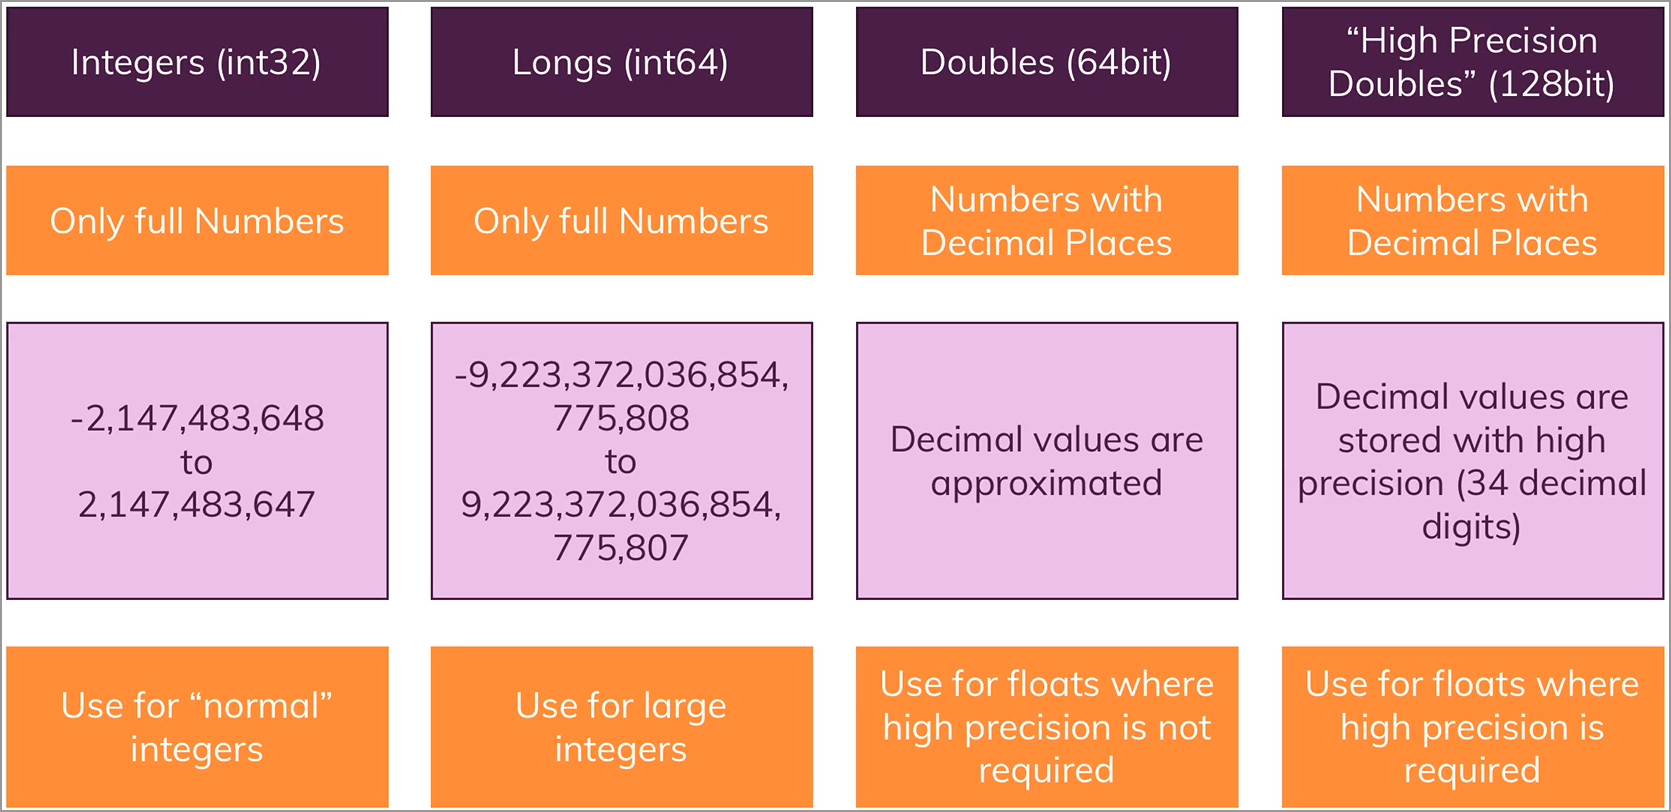 Integers (int32)
Longs (int64)
Doubles (64bit)
“High Precision
Doubles” (128bit)
Only full Numbers
Only full Numbers
Numbers with
Decimal Places
Numbers with
Decimal Places
-2,147,483,648
to
2,147,483,647
-9,223,372,036,854,
775,808
to
9,223,372,036,854,
775,807
Decimal values are
approximated
Decimal values are
stored with high
precision (34 decimal
digits)
Use for “normal”
integers
Use for large
integers
Use for floats where
high precision is not
required
Use for floats where
high precision is
required